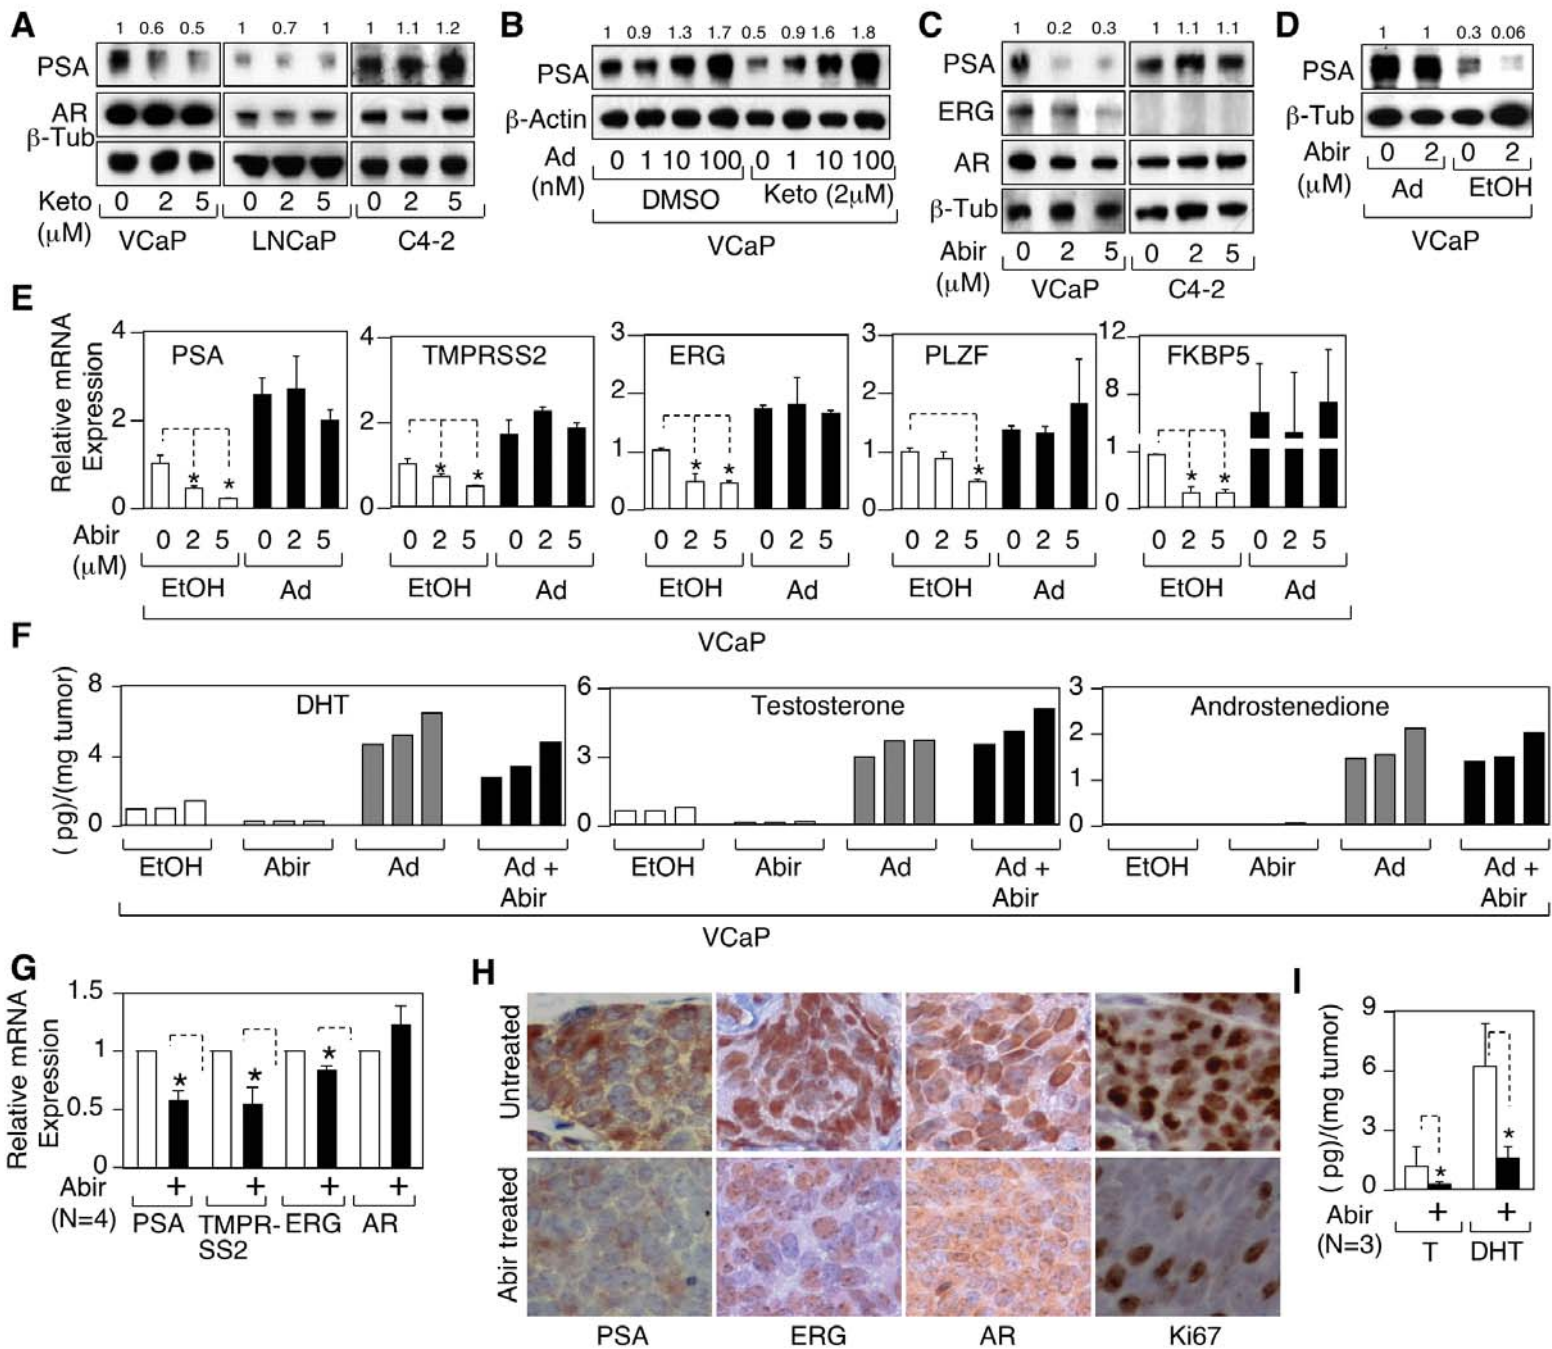 A
1 0.6 0.5 1 0.7 1 1 1.1 1.2
PSA
AR
β-Tub
Keto 0 2 5 0 2 5 0 2 5
(μM) VCaP LNCaP C4-2
B
1 0.9 1.3 1.7 0.5 0.9 1.6 1.8
PSA
β-Actin
Ad 0 1 10 100 0 1 10 100
(nM) DMSO Keto (2μM)
VCaP
C
1 0.2 0.3 1 1.1 1.1
PSA
ERG
AR
β-Tub
Abir 0 2 5 0 2 5
(μM) VCaP C4-2
D
1 1 0.3 0.06
PSA
β-Tub
Abir 0 2 0 2
(μM) Ad EtOH
VCaP
E
Relative mRNA
Expression
4
2
0
PSA
4
2
0
TMPRSS2
3
2
1
0
ERG
3
2
1
0
PLZF
12
8
1
0
FKBP5
* * * * * * * * *
Abir 0 2 5 0 2 5 0 2 5 0 2 5 0 2 5 0 2 5 0 2 5 0 2 5 0 2 5 0 2 5
(μM) EtOH Ad EtOH Ad EtOH Ad EtOH Ad EtOH Ad
VCaP
F
( pg)/(mg tumor)
8
4
0
DHT
6
3
0
Testosterone
3
2
1
0
Androstenedione
EtOH Abir Ad Ad + EtOH Abir Ad Ad + EtOH Abir Ad Ad +
Abir Abir Abir
VCaP
G
Relative mRNA
Expression
1.5
1
0.5
0
* * *
Abir + + + +
(N=4) PSA TMPR- ERG AR
SS2
H
Untreated
Abir treated
PSA ERG AR Ki67
I
( pg)/(mg tumor)
9
6
3
0
* *
Abir + +
(N=3) T DHT